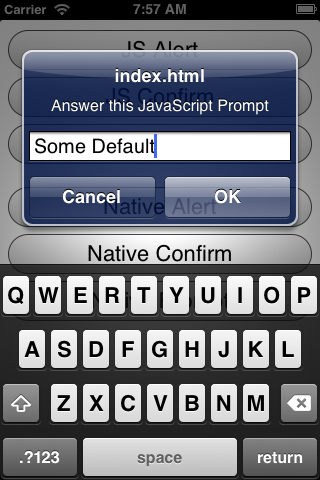 Carrier 7:57 AM
JS Alert
index.html
JS Confirm
Answer this JavaScript Prompt
Some Default
Cancel OK
Native Alert
Native Confirm
Q W E R T Y U I O P
A S D F G H J K L
Z X C V B N M
.?123 space return